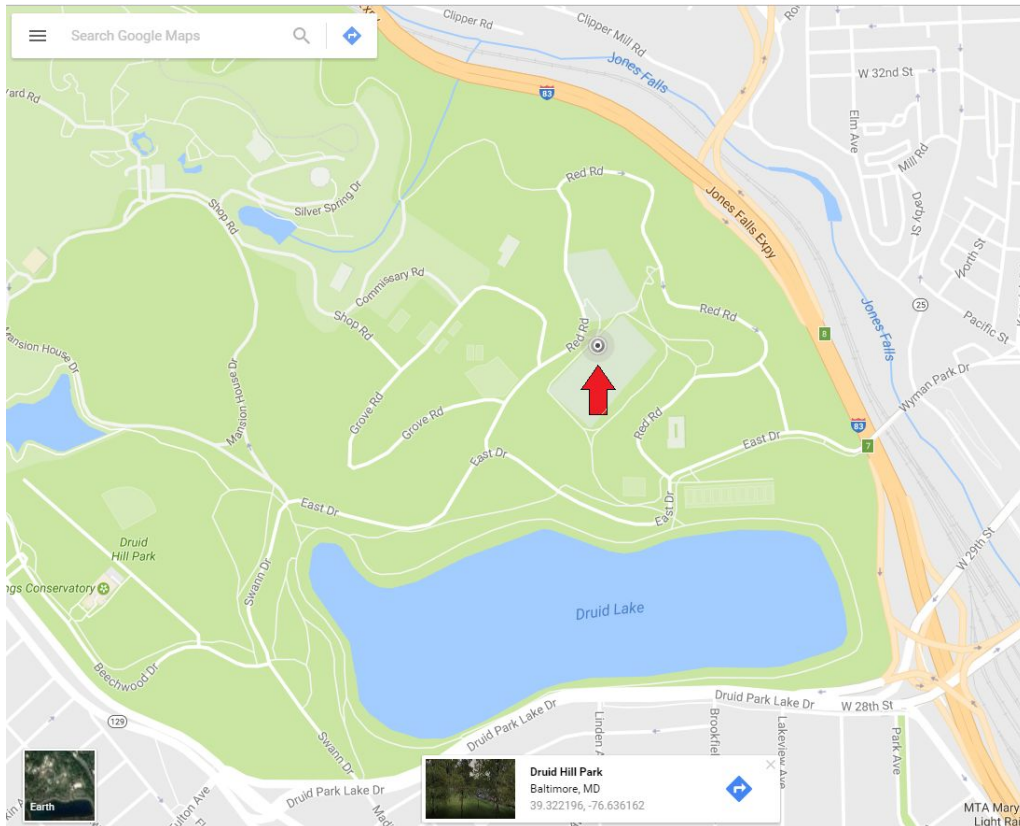 Search Google Maps
Clipper Rd
Clipper Mill Rd
Jones Falls
83
W 32nd St
Elm Ave
Mill Rd
Darby St
North St
Pacific St
25
yard Rd
Silver Spring Dr
Shop Rd
Red Rd
Jones Falls Expy
Commissary Rd
Shop Rd
Red Rd
Red Rd
8
Jones Falls
Wyman Park Dr
Mansion House Dr
Mansion House Dr
Grove Rd
Grove Rd
Red Rd
83
7
East Dr
East Dr
East Dr
East Dr
W 29th St
Druid
Hill Park
ngs Conservatory
Swann Dr
Druid Lake
Beechwood Dr
129
Druid Park Lake Dr
W 28th St
Druid Park Lake Dr
Swann Dr
Linden A
Brookfiel
Lakeview Ave
Park Ave
Earth
Druid Park Lake Dr
Druid Hill Park
Baltimore, MD
39.322196, -76.636162
MTA Mary
Light Rai